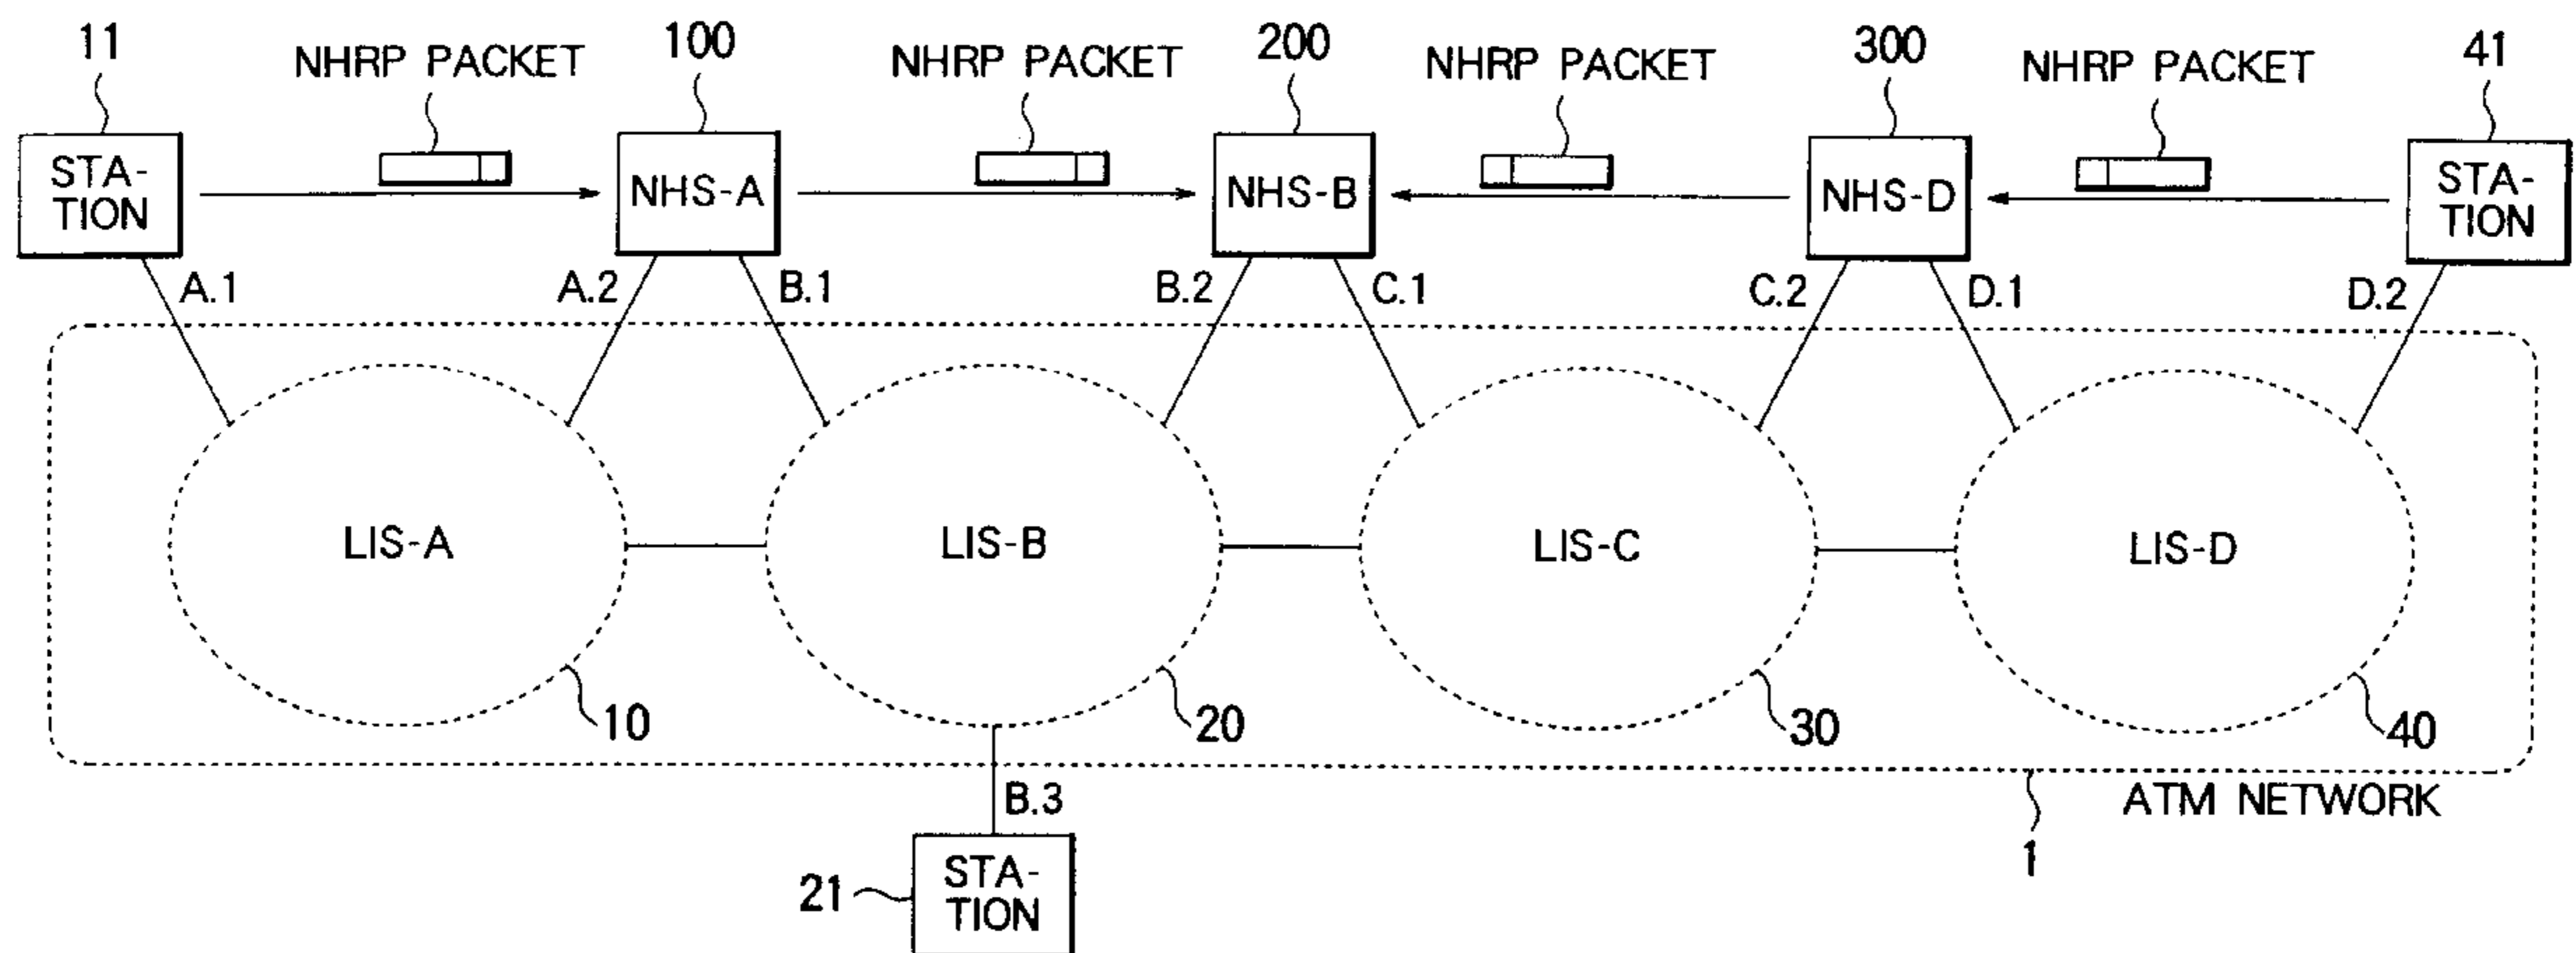 11
NHRP PACKET
100
NHRP PACKET
200
NHRP PACKET
300
NHRP PACKET
41
STA-
TION
NHS-A
NHS-B
NHS-D
STA-
TION
A.1
A.2
B.1
B.2
C.1
C.2
D.1
D.2
LIS-A
LIS-B
LIS-C
LIS-D
10
20
30
40
B.3
ATM NETWORK
1
21
STA-
TION